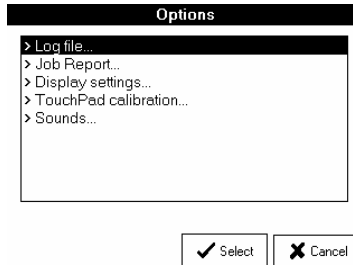 Options
> Log file...
> Job Report...
> Display settings...
> TouchPad calibration...
> Sounds...
Select
Cancel